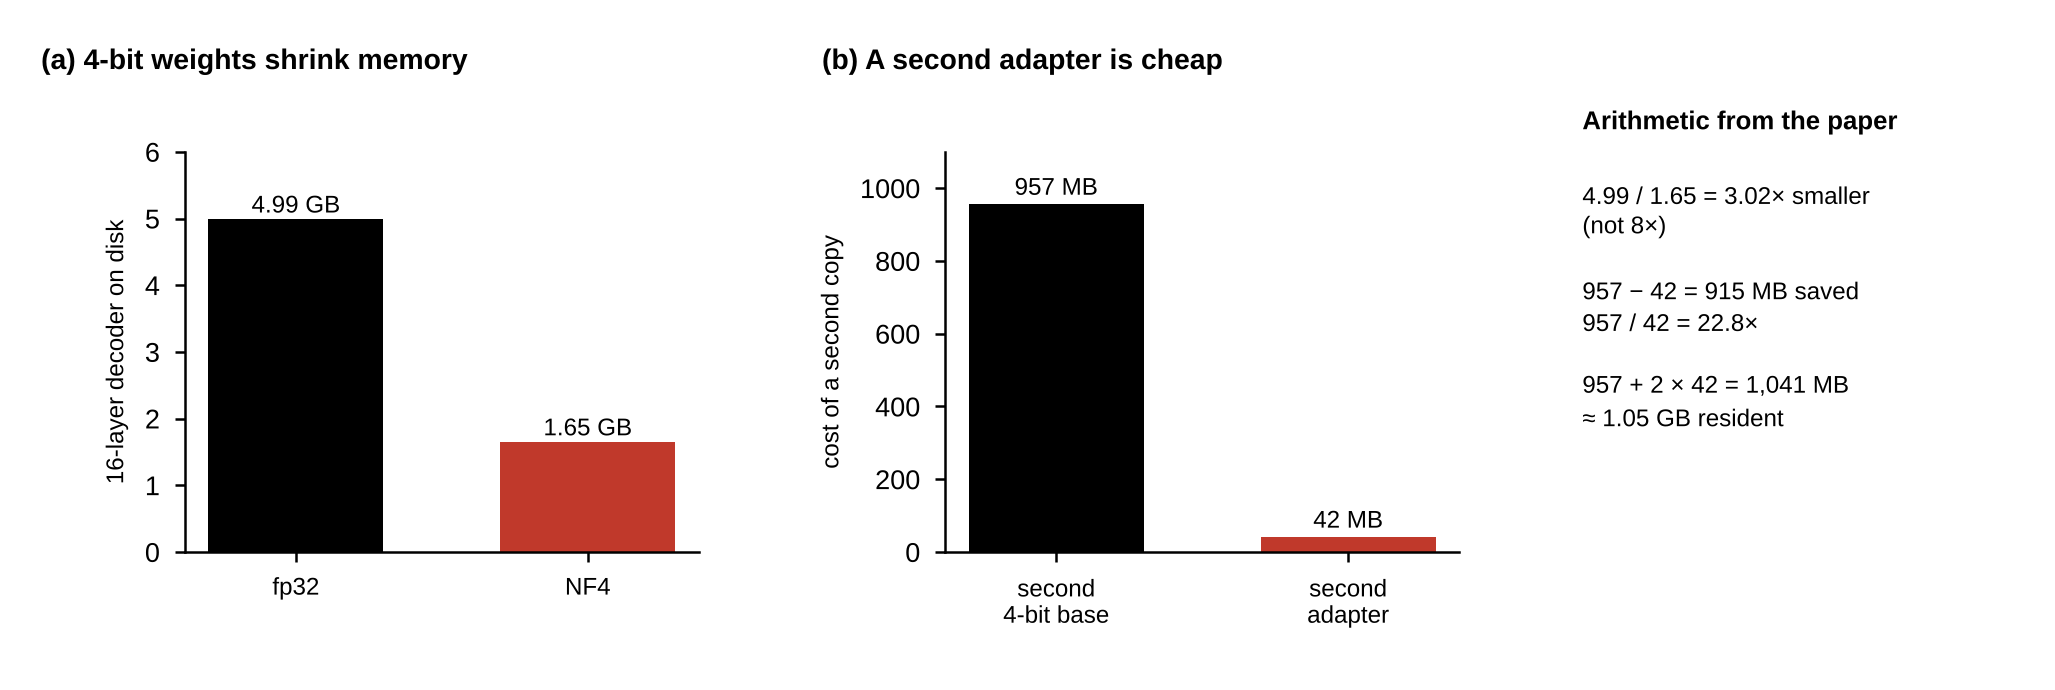 (a) 4-bit weights shrink memory
16-layer decoder on disk
6
5
4
3
2
1
0
4.99 GB
1.65 GB
fp32
NF4
(b) A second adapter is cheap
cost of a second copy
1000
800
600
400
200
0
957 MB
42 MB
second
4-bit base
second
adapter
Arithmetic from the paper
4.99 / 1.65 = 3.02× smaller
(not 8×)
957 − 42 = 915 MB saved
957 / 42 = 22.8×
957 + 2 × 42 = 1,041 MB
≈ 1.05 GB resident